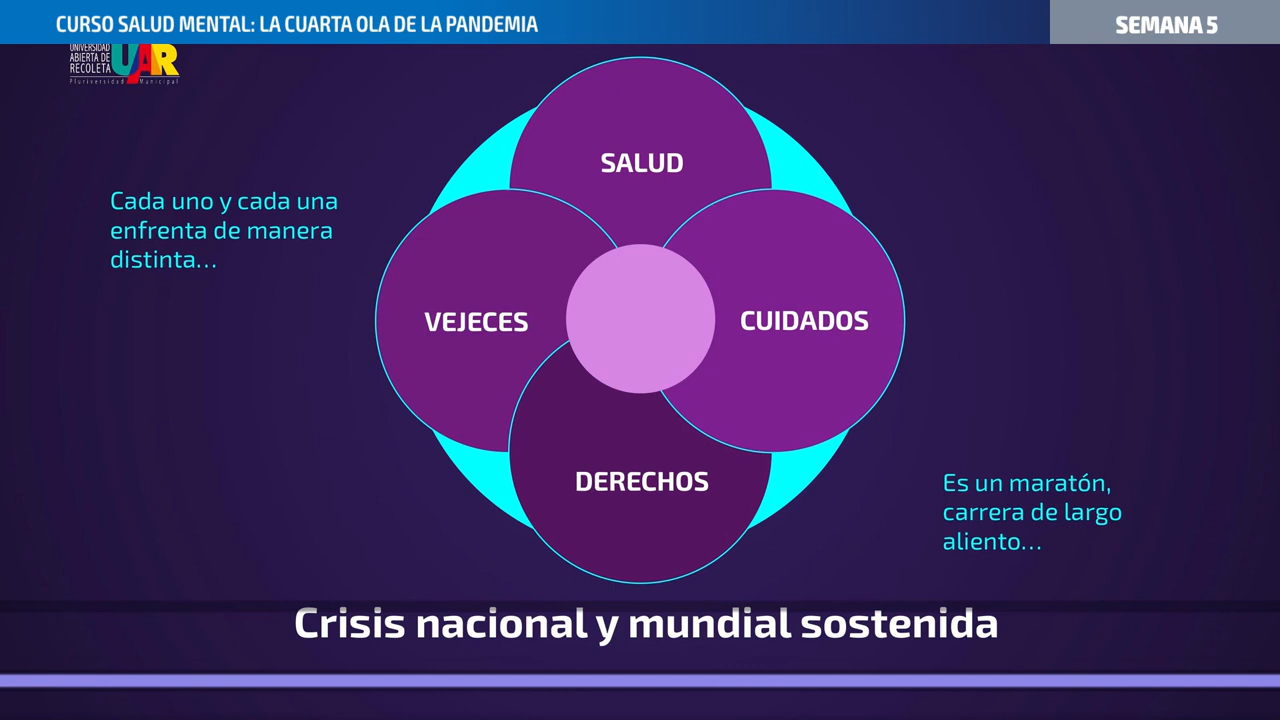 CURSO SALUD MENTAL: LA CUARTA OLA DE LA PANDEMIA
SEMANA 5
UNIVERSIDAD
ABIERTA DE
RECOLETA
UAR
Pluriversidad Municipal
SALUD
Cada uno y cada una
enfrenta de manera
distinta...
VEJECES
CUIDADOS
DERECHOS
Es un maratón,
carrera de largo
aliento...
Crisis nacional y mundial sostenida